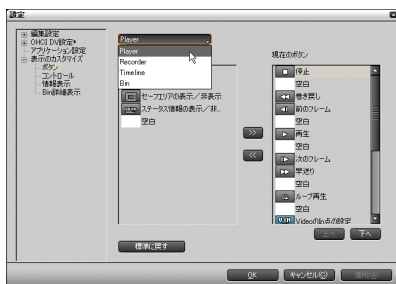 設定
編集設定
OHCI DV設定*
アプリケーション設定
表示のカスタマイズ
ボタン
コントロール
情報表示
Bin詳細表示
Player
Player
Recorder
Timeline
Bin
セーフエリアの表示／非表示
ステータス情報の表示／非..
空白
標準に戻す
現在のボタン
停止
空白
巻き戻し
前のフレーム
空白
再生
空白
次のフレーム
早送り
空白
ループ再生
空白
VideoのIn点の設定
上へ
下へ
OK
キャンセル(C)
適用(A)